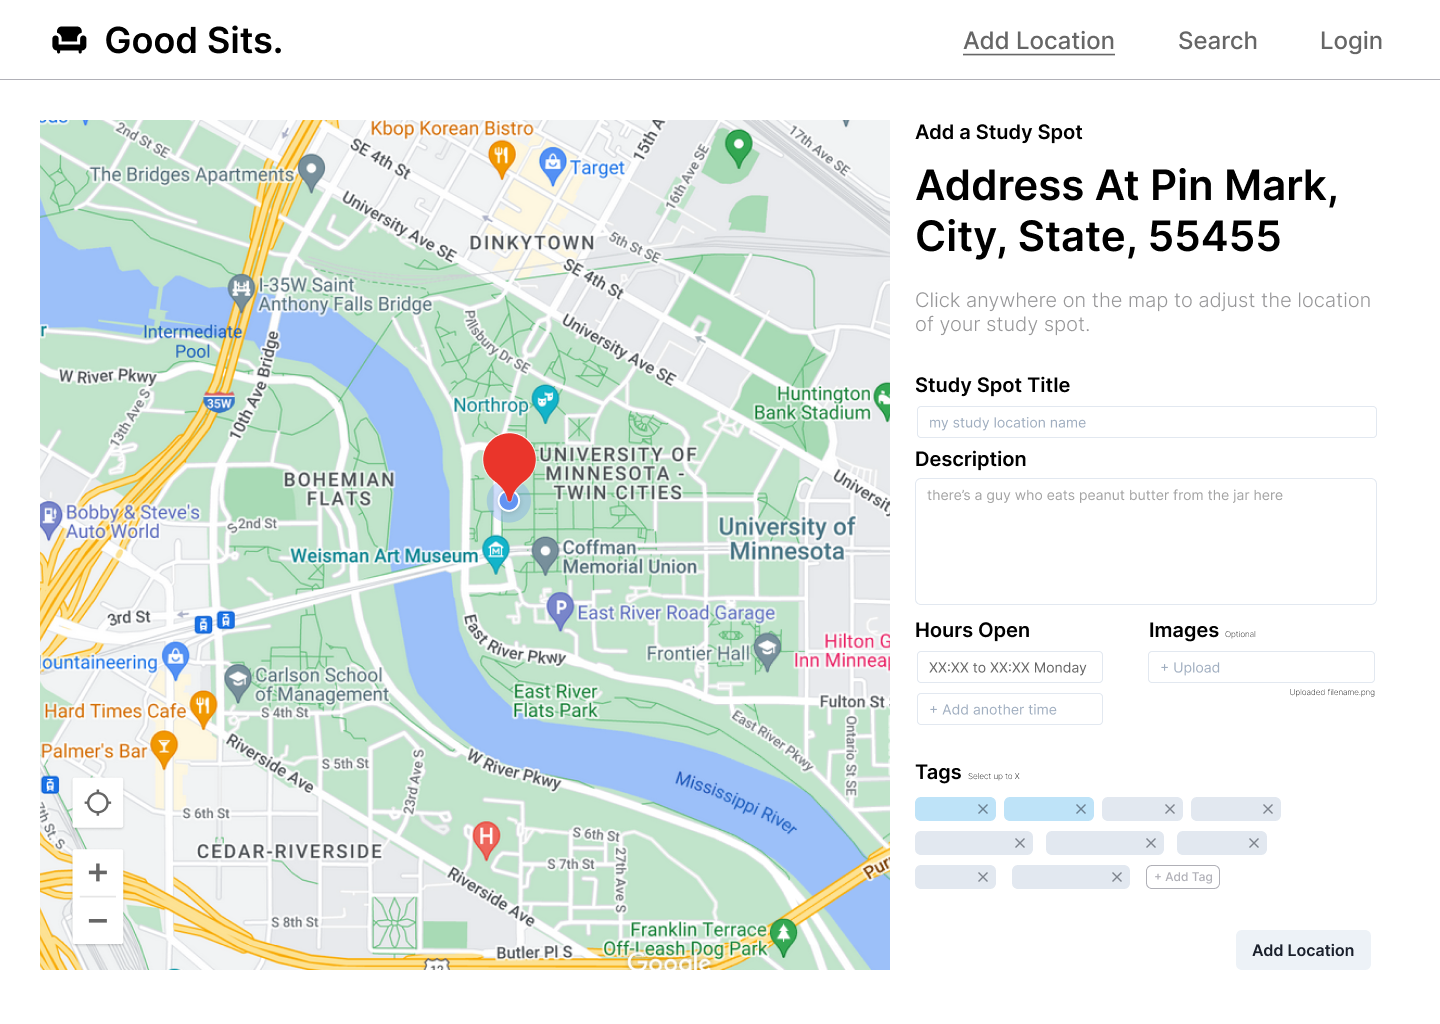 Good Sits.
Add Location
Search
Login
2nd St SE
Kbop Korean Bistro
SE 4th St
15th A
17th Ave SE
The Bridges Apartments
Target
16th Ave SE
University Ave SE
DINKYTOWN
5th St SE
SE 4th St
I-35W Saint
Anthony Falls Bridge
Intermediate
Pool
10th Ave Bridge
Pillsbury Dr SE
University Ave SE
W River Pkwy
35W
13th Ave S
Northrop
Huntington
Bank Stadium
UNIVERSITY OF
MINNESOTA -
TWIN CITIES
BOHEMIAN
FLATS
University
Bobby & Steve's
Auto World
S 2nd St
University of
Minnesota
Weisman Art Museum
Coffman
Memorial Union
3rd St
P
East River Road Garage
East River Pkwy
Hilton G
Inn Minneap
Frontier Hall
ountaineering
Carlson School
of Management
East River
Flats Park
Fulton St
Hard Times Cafe
S 4th St
East River Pkwy
Ontario St SE
Palmer's Bar
Riverside Ave
S 5th St
23rd Ave S
W River Pkwy
Mississippi River
S 6th St
H
S 6th St
CEDAR-RIVERSIDE
S 7th St
27th Ave S
Riverside Ave
S 8th St
Franklin Terrace
Off-Leash Dog Park
Butler Pl S
12
Google
Add a Study Spot
Address At Pin Mark,
City, State, 55455
Click anywhere on the map to adjust the location
of your study spot.
Study Spot Title
my study location name
Description
there's a guy who eats peanut butter from the jar here
Hours Open
Images Optional
XX:XX to XX:XX Monday
+ Upload
Uploaded filename.png
+ Add another time
Tags Select up to X
+ Add Tag
Add Location